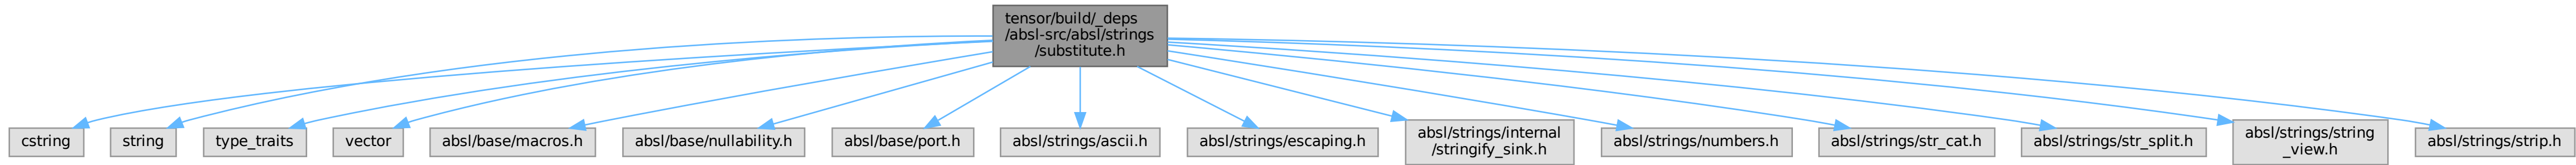 tensor/build/_deps
/absl-src/absl/strings
/substitute.h
cstring
string
type_traits
vector
absl/base/macros.h
absl/base/nullability.h
absl/base/port.h
absl/strings/ascii.h
absl/strings/escaping.h
absl/strings/internal
/stringify_sink.h
absl/strings/numbers.h
absl/strings/str_cat.h
absl/strings/str_split.h
absl/strings/string
_view.h
absl/strings/strip.h